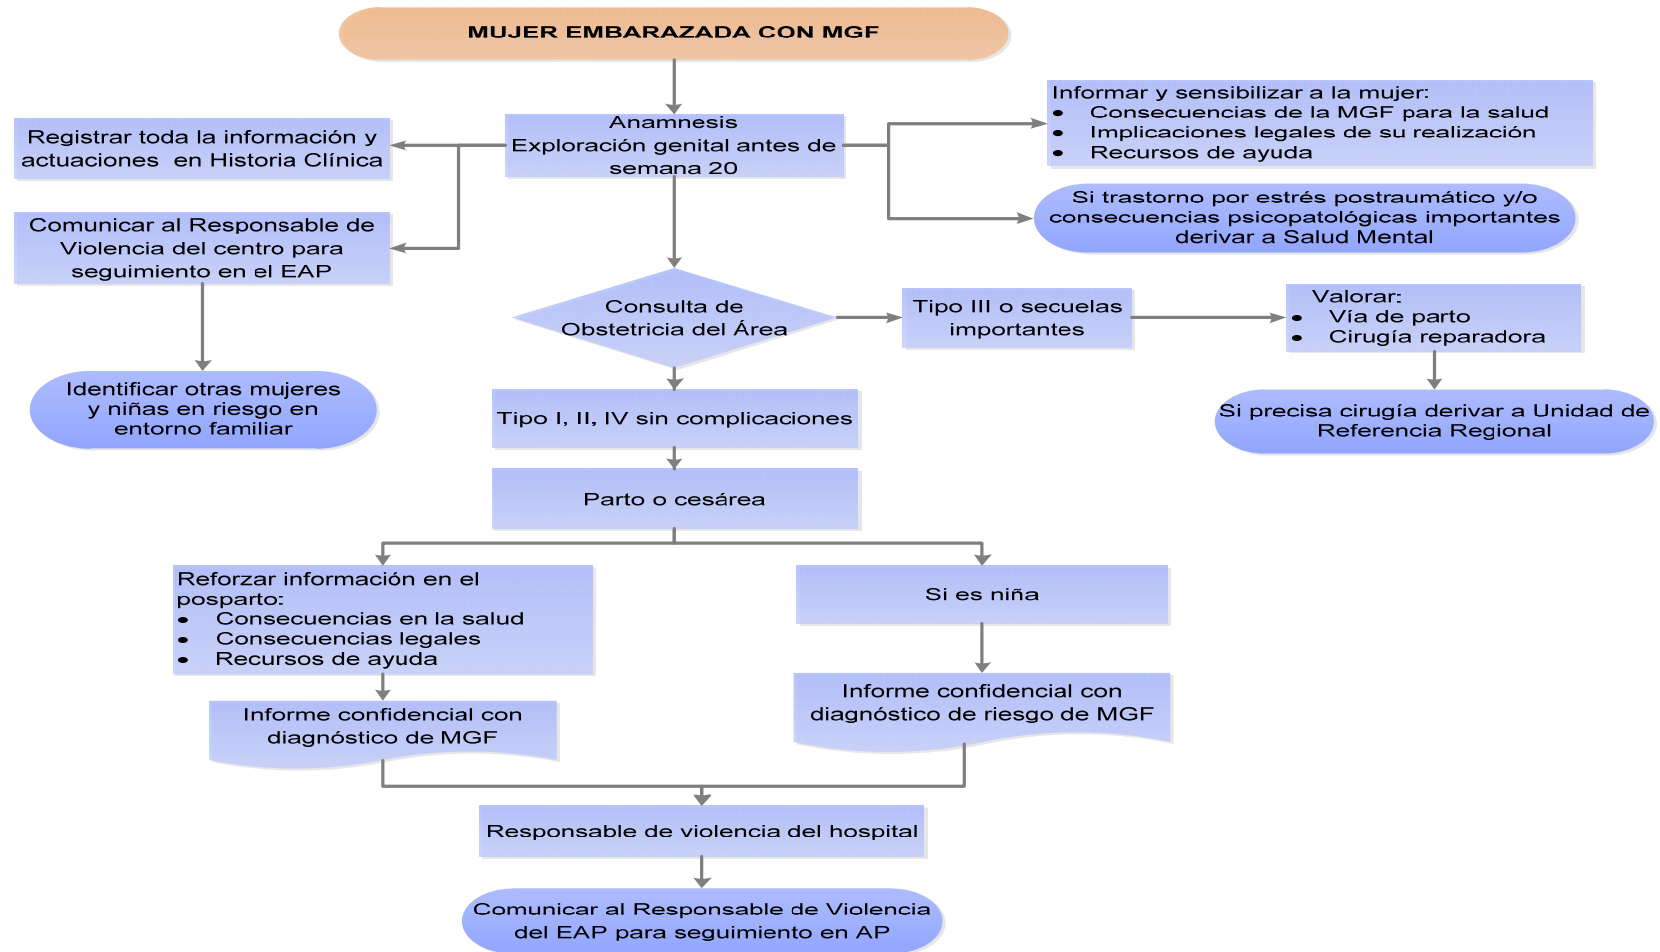 MUJER EMBARAZADA CON MGF
Anamnesis
Exploración genital antes de
semana 20
Registrar toda la información y
actuaciones en Historia Clínica
Comunicar al Responsable de
Violencia del centro para
seguimiento en el EAP
Identificar otras mujeres
y niñas en riesgo en
entorno familiar
Informar y sensibilizar a la mujer:
• Consecuencias de la MGF para la salud
• Implicaciones legales de su realización
• Recursos de ayuda
Si trastorno por estrés postraumático y/o
consecuencias psicopatológicas importantes
derivar a Salud Mental
Consulta de
Obstetricia del Área
Tipo III o secuelas
importantes
Valorar:
• Vía de parto
• Cirugía reparadora
Si precisa cirugía derivar a Unidad de
Referencia Regional
Tipo I, II, IV sin complicaciones
Parto o cesárea
Reforzar información en el
posparto:
• Consecuencias en la salud
• Consecuencias legales
• Recursos de ayuda
Informe confidencial con
diagnóstico de MGF
Si es niña
Informe confidencial con
diagnóstico de riesgo de MGF
Responsable de violencia del hospital
Comunicar al Responsable de Violencia
del EAP para seguimiento en AP